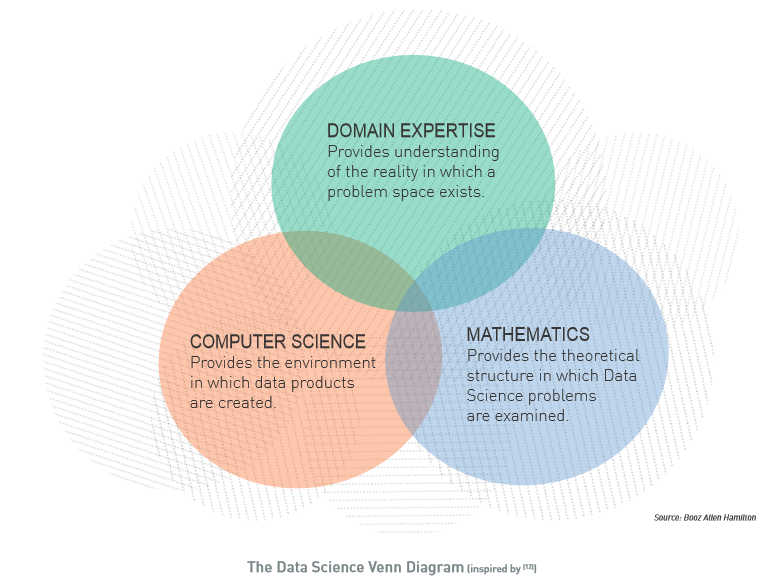 DOMAIN EXPERTISE
Provides understanding
of the reality in which a
problem space exists.
COMPUTER SCIENCE
Provides the environment
in which data products
are created.
MATHEMATICS
Provides the theoretical
structure in which Data
Science problems
are examined.
Source: Booz Allen Hamilton
The Data Science Venn Diagram (inspired by [12])